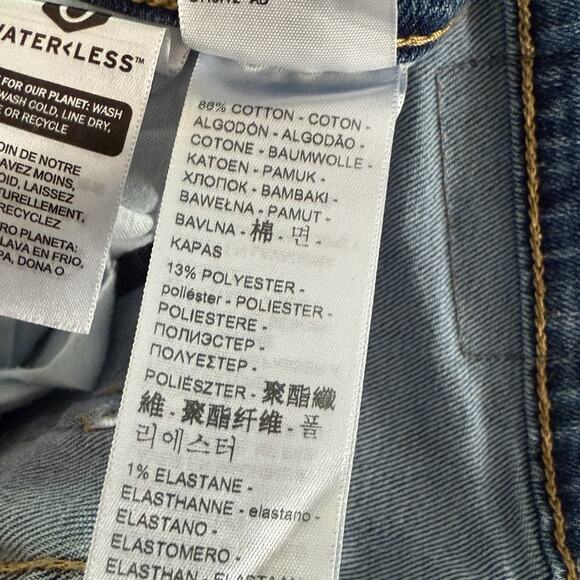 WATER<LESS™
FOR OUR PLANET: WASH
WASH COLD, LINE DRY,
OR RECYCLE
OIN DE NOTRE
AVEZ MOINS,
OID, LAISSEZ
TURELLEMENT,
RECYCLEZ
RO PLANETA:
LAVA EN FRIO,
PA, DONA O
86% COTTON - COTON -
ALGODÓN - ALGODÃO -
COTONE - BAUMWOLLE -
KATOEN - PAMUK -
ХЛОПОК - BAMBAKI -
BAWEŁNA - PAMUT -
BAVLNA - 棉 - 면 -
KAPAS
13% POLYESTER -
poliéster - POLIESTER -
POLIESTERE -
ПОЛИЭСТЕР -
ΠΟΛΥΕΣΤΕΡ -
POLIÉSZTER - 聚酯纖
維 - 聚酯纤维 - 폴
리에스터
1% ELASTANE -
ELASTHANNE - elastano -
ELASTANO -
ELASTOMERO -
ELASTHAN - ELASTAAN